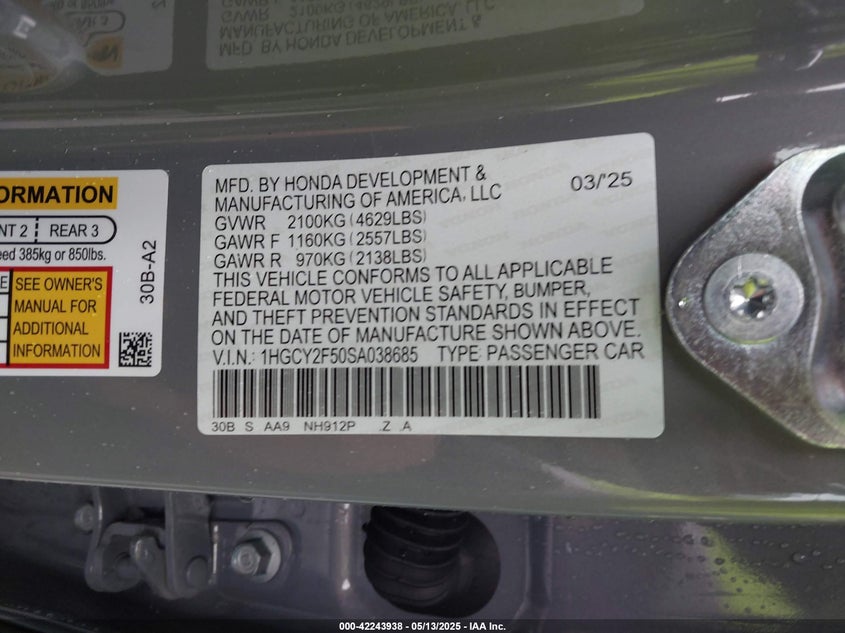 ORMATION
NT 2 REAR 3
eed 385kg or 850lbs.
E SEE OWNER'S
MANUAL FOR
ADDITIONAL
INFORMATION
30B-A2
MFD. BY HONDA DEVELOPMENT &
MANUFACTURING OF AMERICA, LLC 03/'25
GVWR 2100KG (4629LBS)
GAWR F 1160KG (2557LBS)
GAWR R 970KG (2138LBS)
THIS VEHICLE CONFORMS TO ALL APPLICABLE
FEDERAL MOTOR VEHICLE SAFETY, BUMPER,
AND THEFT PREVENTION STANDARDS IN EFFECT
ON THE DATE OF MANUFACTURE SHOWN ABOVE.
V.I.N.: 1HGCY2F50SA038685 TYPE: PASSENGER CAR
30B S AA9 NH912P .Z .A
000-42243938 - 05/13/2025 - IAA Inc.